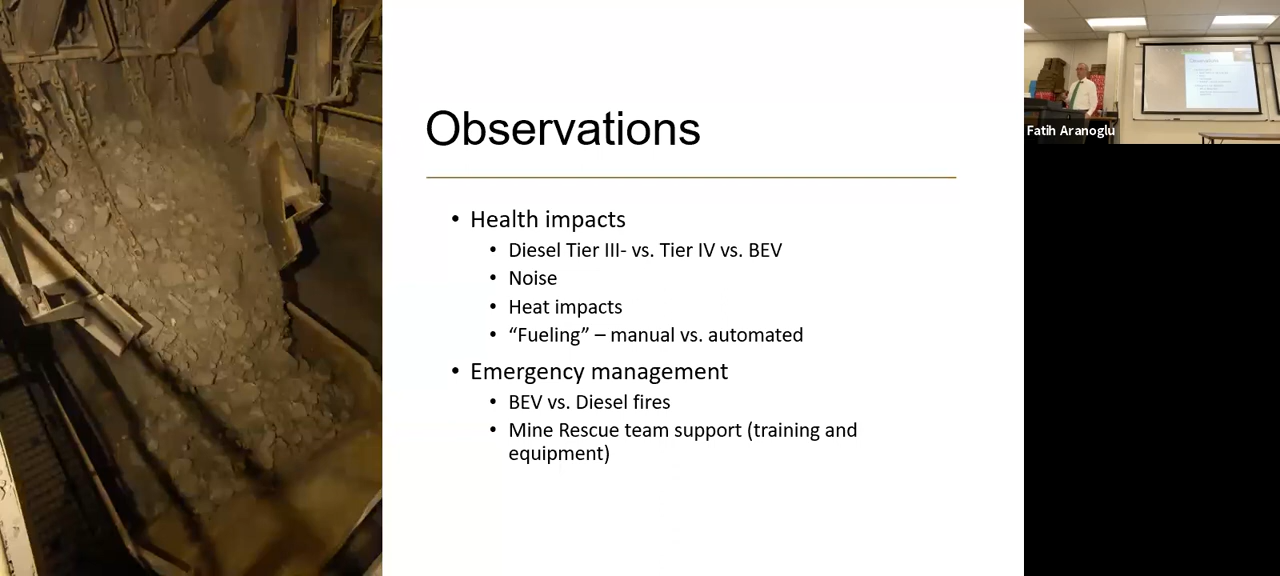 Observations
• Health impacts
• Diesel Tier III- vs. Tier IV vs. BEV
• Noise
• Heat impacts
• “Fueling” – manual vs. automated
• Emergency management
• BEV vs. Diesel fires
• Mine Rescue team support (training and
equipment)
Fatih Aranoglu